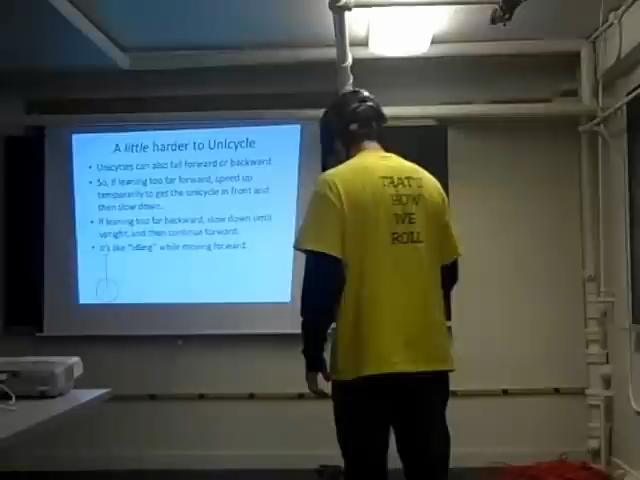 A little harder to Unicycle
• Unicycles can also fall forward or backward
• So, if leaning too far forward, speed up
temporarily to get the unicycle in front and
then slow down.
• If leaning too far backward, slow down until
upright, and then continue forward.
• It's like "idling" while moving forward
THAT'S
HOW
WE
ROLL